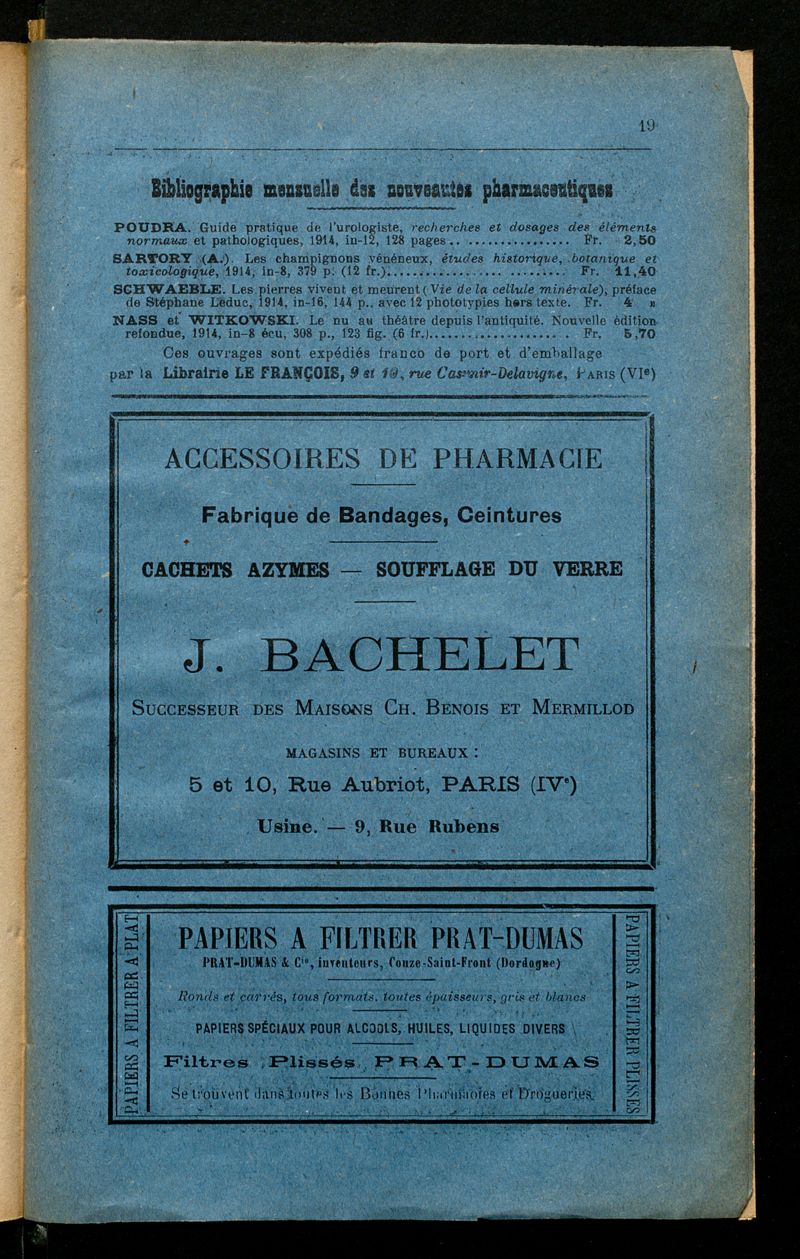 19
Bibliographie mensuelle des nouveautés pharmaceutiques
POUDRA. Guide pratique de l'urologiste, recherches et dosages des éléments
normaux et pathologiques, 1914, in-12, 128 pages.. ................ Fr. 2,50
SARTORY (A.). Les champignons vénéneux, études historique, botanique et
toxicologique, 1914, in-8, 379 p. (12 fr.)........................... Fr. 11,40
SCHWAEBLE. Les pierres vivent et meurent (Vie de la cellule minérale), préface
de Stéphane Leduc, 1914, in-16, 144 p., avec 12 phototypies hors texte. Fr. 4 »
NASS et WITKOWSKI. Le nu au théâtre depuis l'antiquité. Nouvelle édition
refondue, 1914, in-8 écu, 308 p., 123 fig. (6 fr.)...................... Fr. 5,70
Ces ouvrages sont expédiés franco de port et d'emballage
par la Librairie LE FRANÇOIS, 9 et 10, rue Casimir-Delavigne, PARIS (VIe)
ACCESSOIRES DE PHARMACIE
Fabrique de Bandages, Ceintures
CACHETS AZYMES — SOUFFLAGE DU VERRE
J. BACHELET
SUCCESSEUR DES MAISONS CH. BENOIS ET MERMILLOD
MAGASINS ET BUREAUX :
5 et 10, Rue Aubriot, PARIS (IVe)
Usine. — 9, Rue Rubens
PAPIERS A FILTRER A PLAT
PAPIERS A FILTRER PRAT-DUMAS
PRAT-DUMAS & Cie, inventeurs, Couze-Saint-Front (Dordogne)
Ronds et carrés, tous formats, toutes épaisseurs, gris et blancs
PAPIERS SPÉCIAUX POUR ALCOOLS, HUILES, LIQUIDES DIVERS
Filtres Plissés PRAT-DUMAS
Se trouvent dans toutes les Bonnes Pharmacies et Drogueries.
PAPIERS A FILTRER PLISSÉS